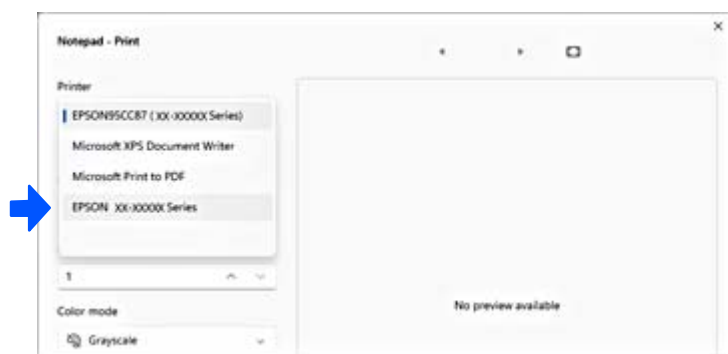 Notepad - Print
Printer
EPSON95CC87 ( XX-XXXXX Series)
Microsoft XPS Document Writer
Microsoft Print to PDF
EPSON XX-XXXXX Series
1
Color mode
Grayscale
No preview available